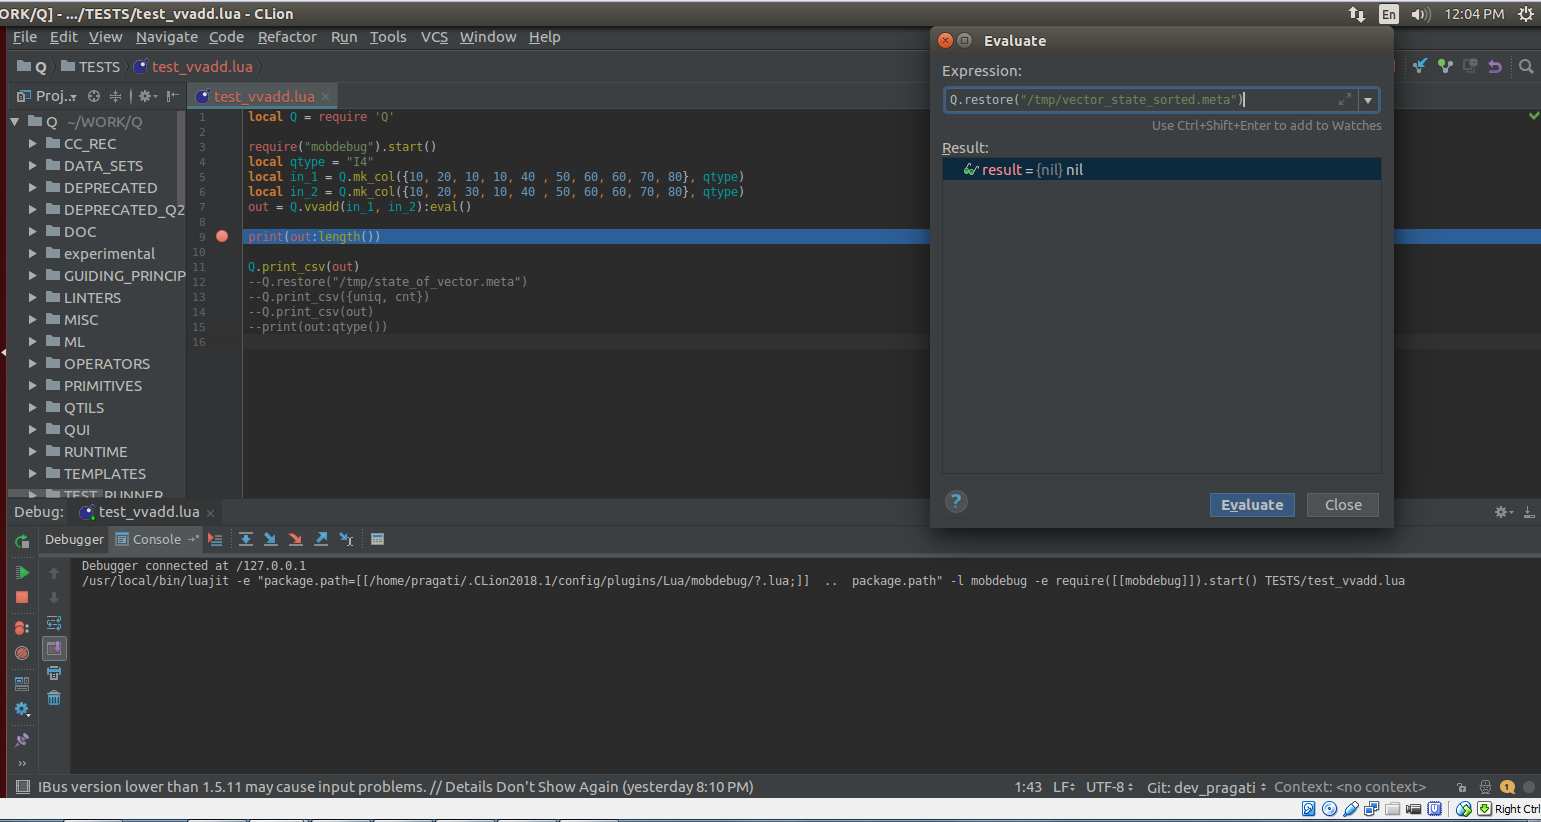 ORK/Q] - .../TESTS/test_vvadd.lua - CLion
En
12:04 PM
File Edit View Navigate Code Refactor Run Tools VCS Window Help
Q TESTS test_vvadd.lua
Proj..
test_vvadd.lua
Q ~/WORK/Q
CC_REC
DATA_SETS
DEPRECATED
DEPRECATED_Q2
DOC
experimental
GUIDING_PRINCIP
LINTERS
MISC
ML
OPERATORS
PRIMITIVES
QTILS
QUI
RUNTIME
TEMPLATES
TEST_RUNNER
1 local Q = require 'Q'
2
3 require("mobdebug").start()
4 local qtype = "I4"
5 local in_1 = Q.mk_col({10, 20, 10, 10, 40 , 50, 60, 60, 70, 80}, qtype)
6 local in_2 = Q.mk_col({10, 20, 30, 10, 40 , 50, 60, 60, 70, 80}, qtype)
7 out = Q.vvadd(in_1, in_2):eval()
8
9 print(out:length())
10
11 Q.print_csv(out)
12 --Q.restore("/tmp/state_of_vector.meta")
13 --Q.print_csv({uniq, cnt})
14 --Q.print_csv(out)
15 --print(out:qtype())
16
Evaluate
Expression:
Q.restore("/tmp/vector_state_sorted.meta")
Use Ctrl+Shift+Enter to add to Watches
Result:
result = {nil} nil
?
Evaluate
Close
Debug: test_vvadd.lua
Debugger Console
Debugger connected at /127.0.0.1
/usr/local/bin/luajit -e "package.path=[[/home/pragati/.CLion2018.1/config/plugins/Lua/mobdebug/?.lua;]] .. package.path" -l mobdebug -e require([[mobdebug]]).start() TESTS/test_vvadd.lua
IBus version lower than 1.5.11 may cause input problems. // Details Don't Show Again (yesterday 8:10 PM)
1:43 LF UTF-8 Git: dev_pragati Context: <no context>
1
Right Ctrl